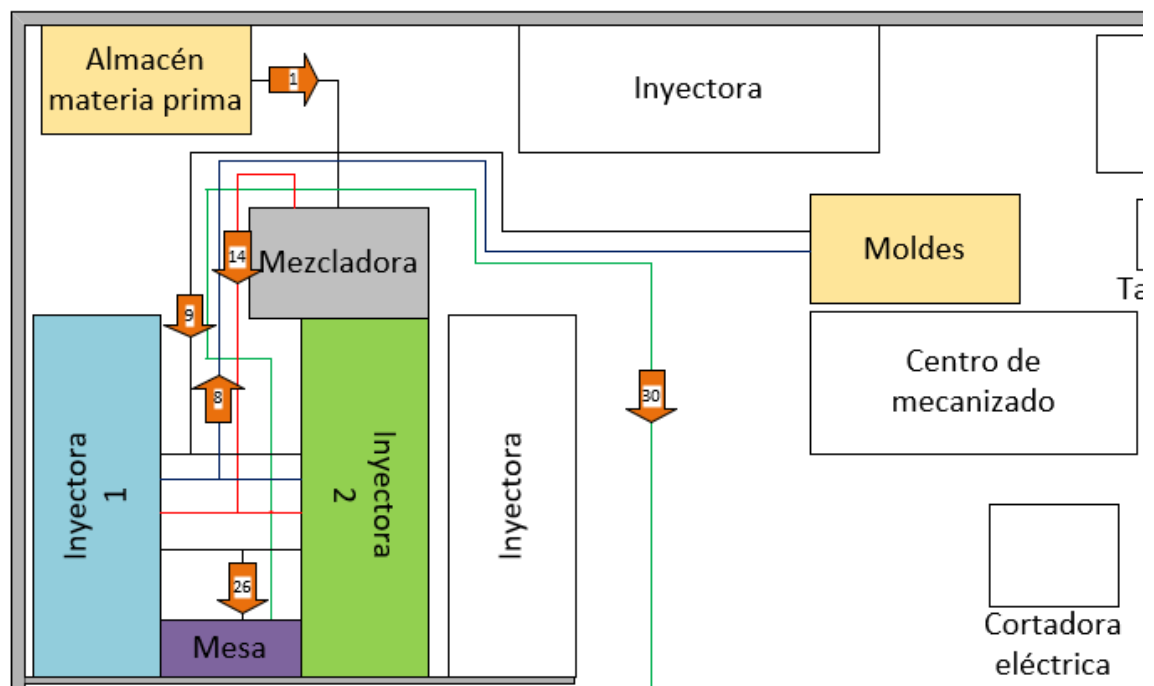 Almacén
materia prima
1
Inyectora
Moldes
14
Mezcladora
Ta
9
8
30
Centro de
mecanizado
Inyectora
1
Inyectora
2
Inyectora
26
Mesa
Cortadora
eléctrica